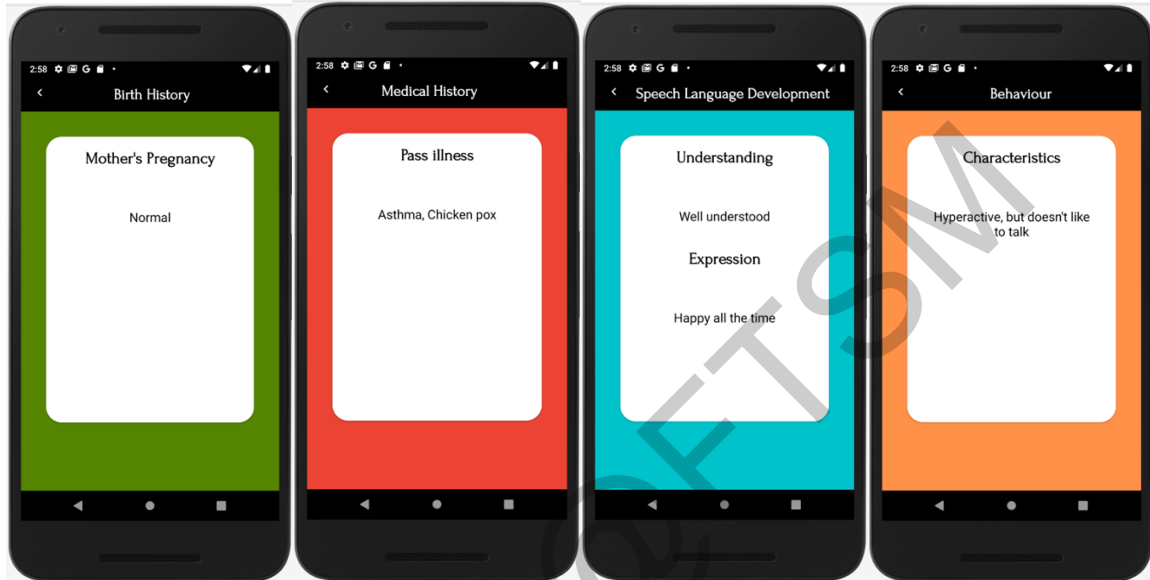 2:58 G
Birth History
Mother's Pregnancy
Normal
2:58 G
Medical History
Pass illness
Asthma, Chicken pox
2:58 G
Speech Language Development
Understanding
Well understood
Expression
Happy all the time
2:58 G
Behaviour
Characteristics
Hyperactive, but doesn't like
to talk
@FTSM